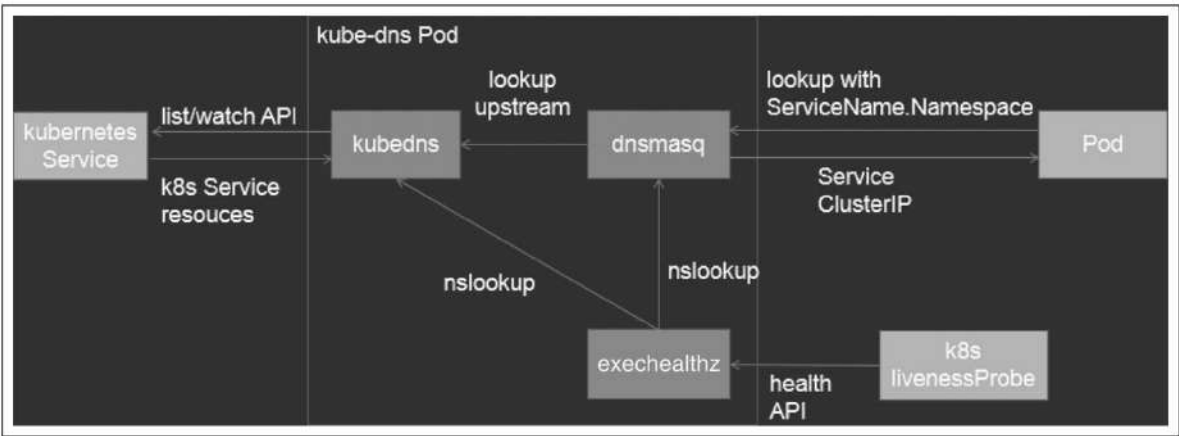 kube-dns Pod
lookup
upstream
lookup with
ServiceName.Namespace
list/watch API
kubernetes
Service
kubedns
dnsmasq
Pod
k8s Service
resouces
Service
ClusterIP
nslookup
nslookup
exechealthz
k8s
livenessProbe
health
API